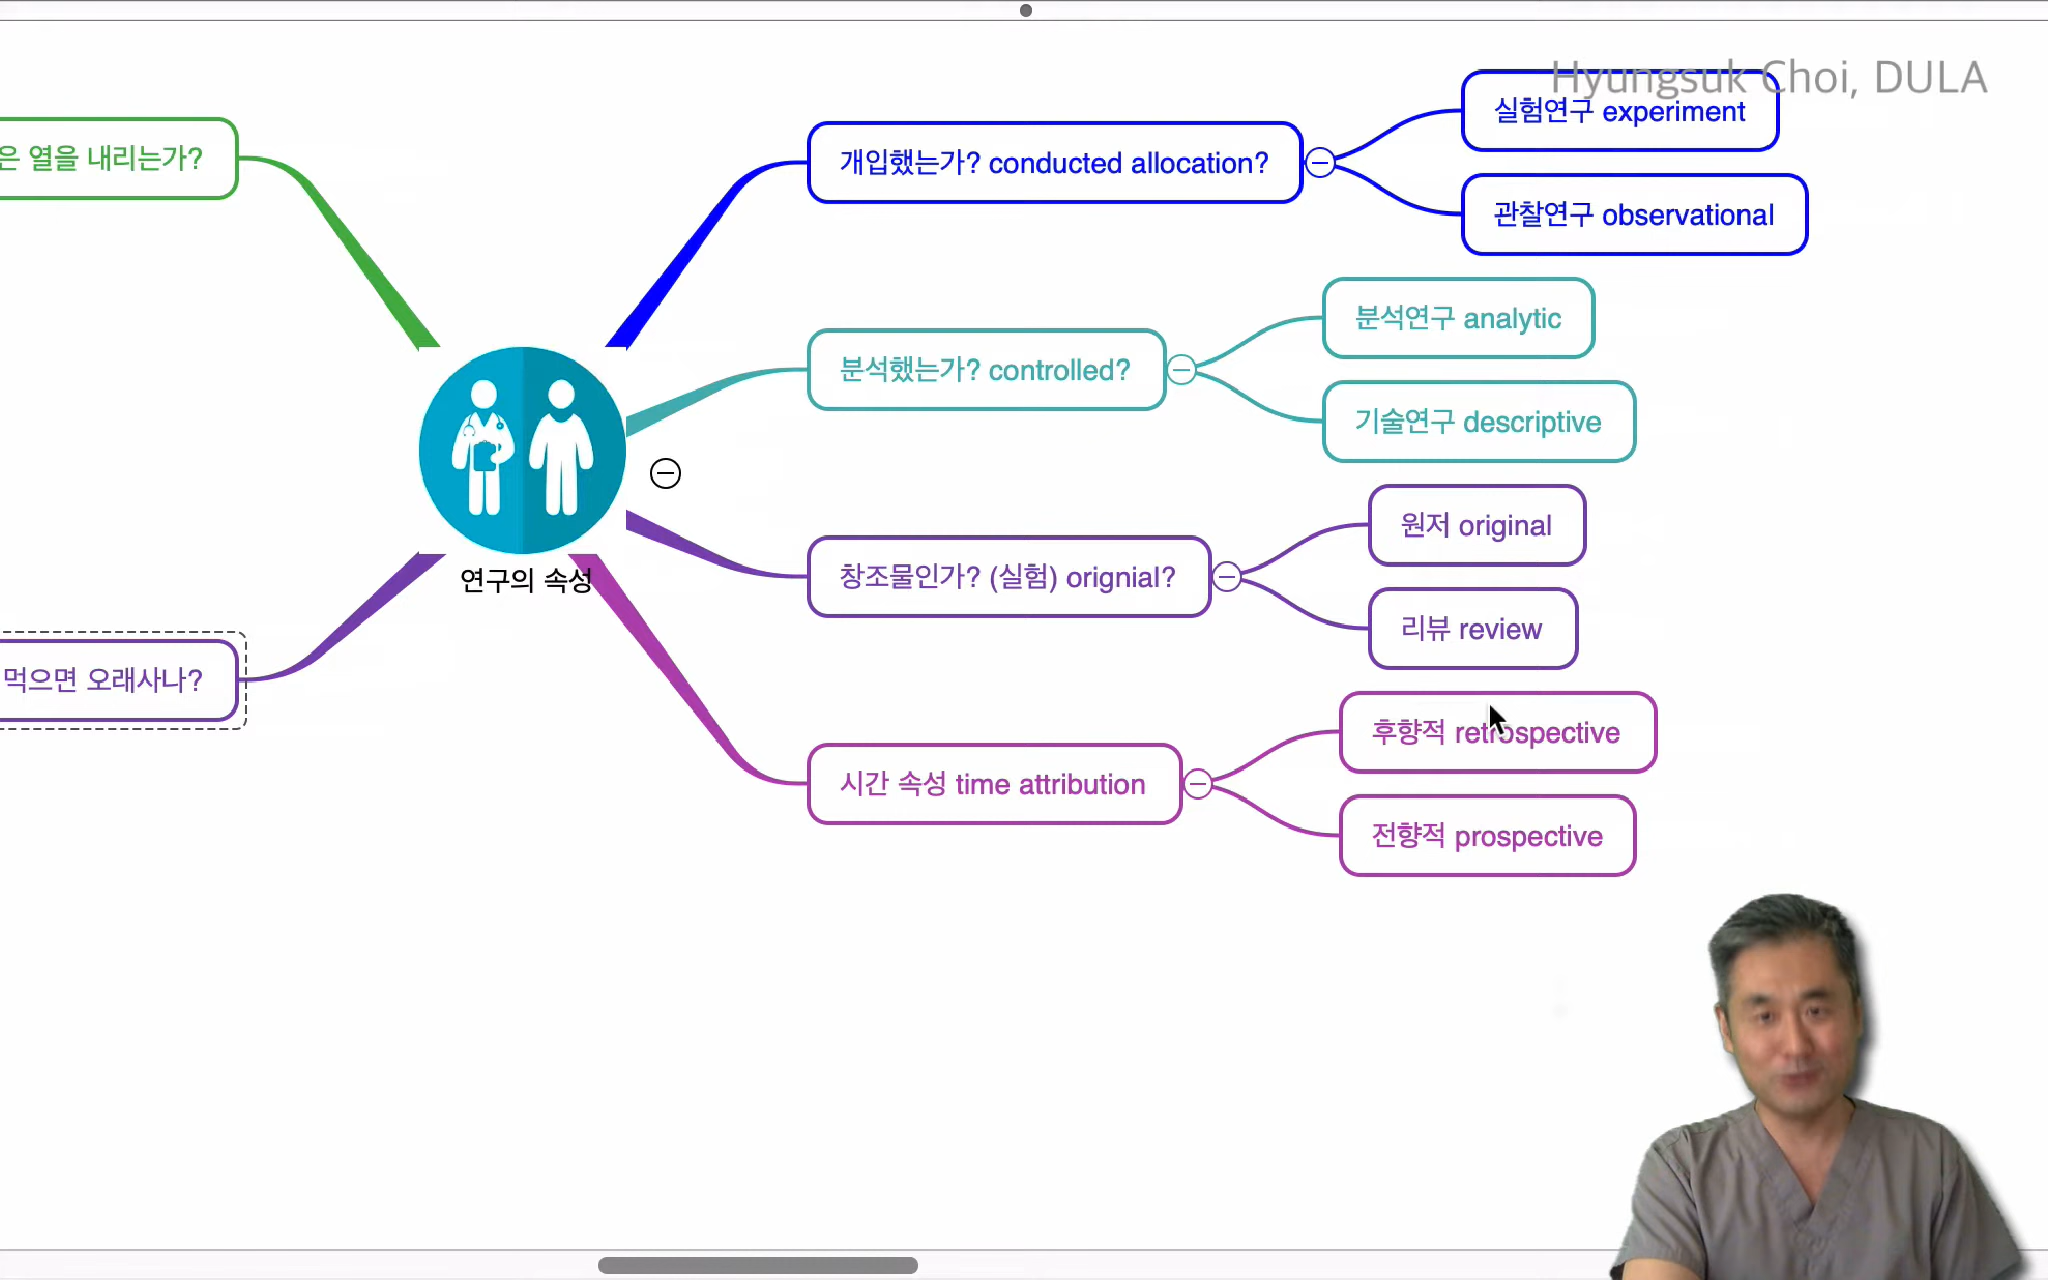 Hyungsuk Choi, DULA
은 열을 내리는가?
먹으면 오래사나?
연구의 속성
개입했는가? conducted allocation?
실험연구 experiment
관찰연구 observational
분석했는가? controlled?
분석연구 analytic
기술연구 descriptive
창조물인가? (실험) orignial?
원저 original
리뷰 review
시간 속성 time attribution
후향적 retrospective
전향적 prospective